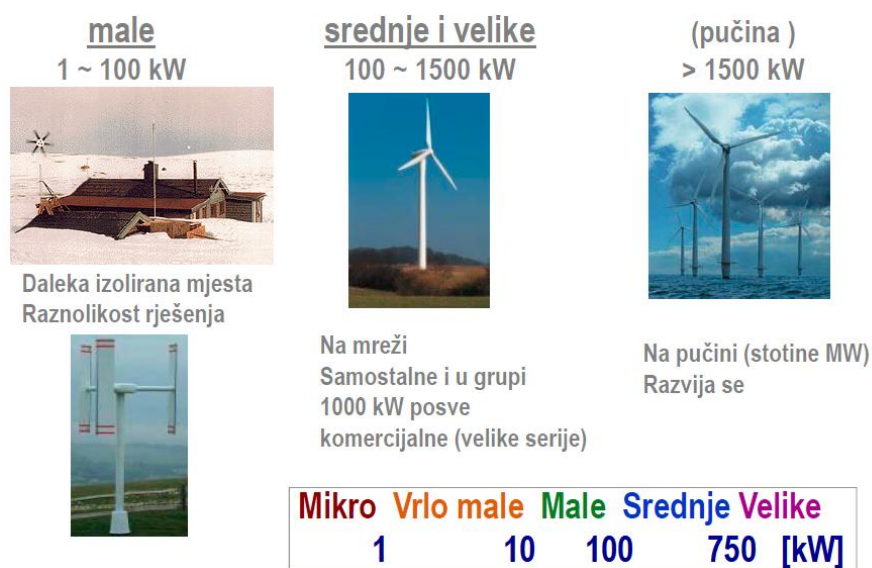 male
1 ~ 100 kW
Daleka izolirana mjesta
Raznolikost rješenja
srednje i velike
100 ~ 1500 kW
Na mreži
Samostalne i u grupi
1000 kW posve
komercijalne (velike serije)
(pučina )
> 1500 kW
Na pučini (stotine MW)
Razvija se
Mikro Vrlo male Male Srednje Velike
1 10 100 750 [kW]